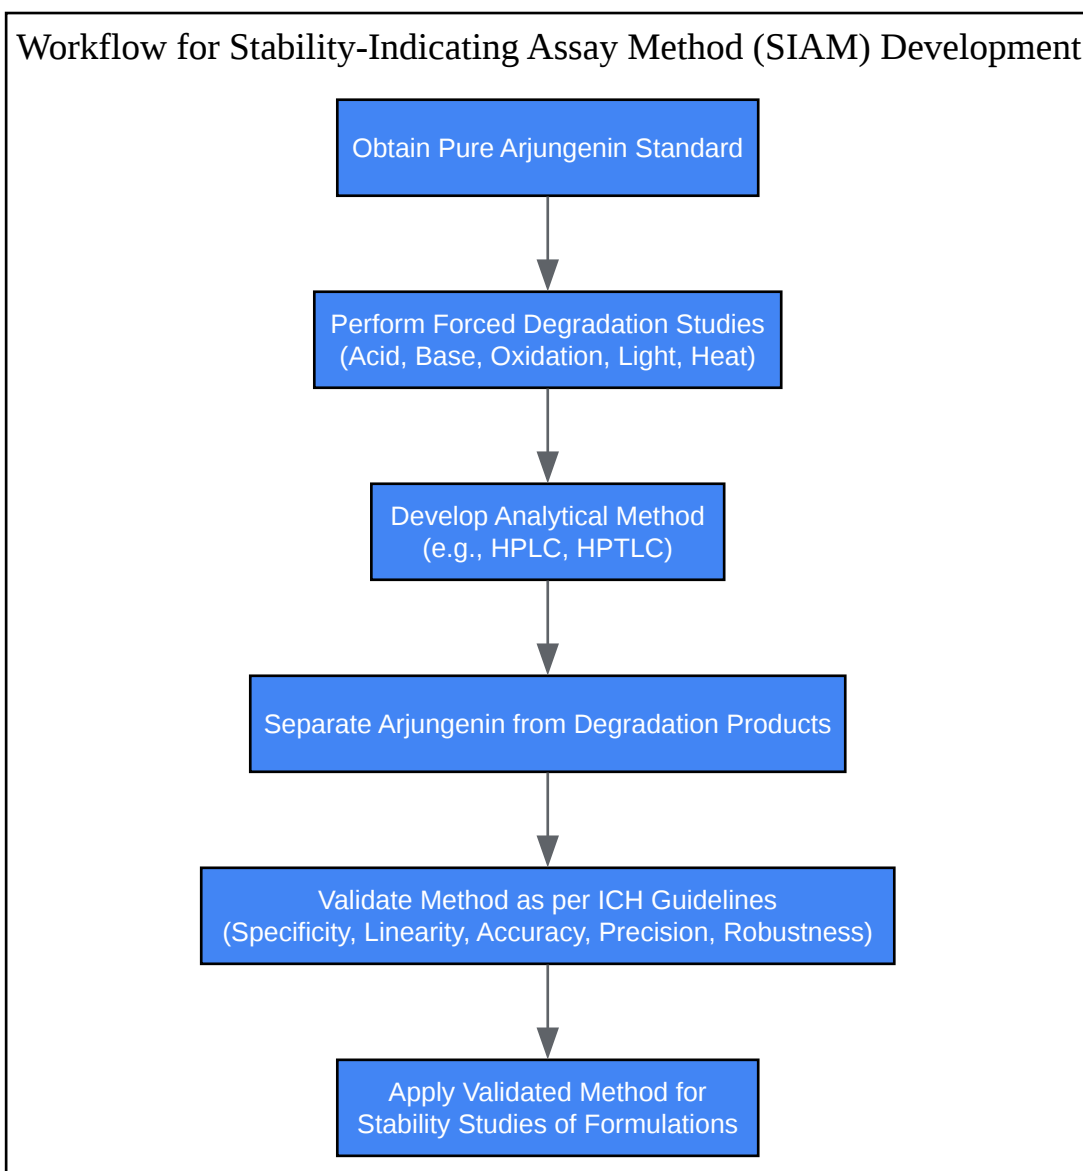 Workflow for Stability-Indicating Assay Method (SIAM) Development
Obtain Pure Arjungenin Standard
Perform Forced Degradation Studies
(Acid, Base, Oxidation, Light, Heat)
Develop Analytical Method
(e.g., HPLC, HPTLC)
Separate Arjungenin from Degradation Products
Validate Method as per ICH Guidelines
(Specificity, Linearity, Accuracy, Precision, Robustness)
Apply Validated Method for
Stability Studies of Formulations